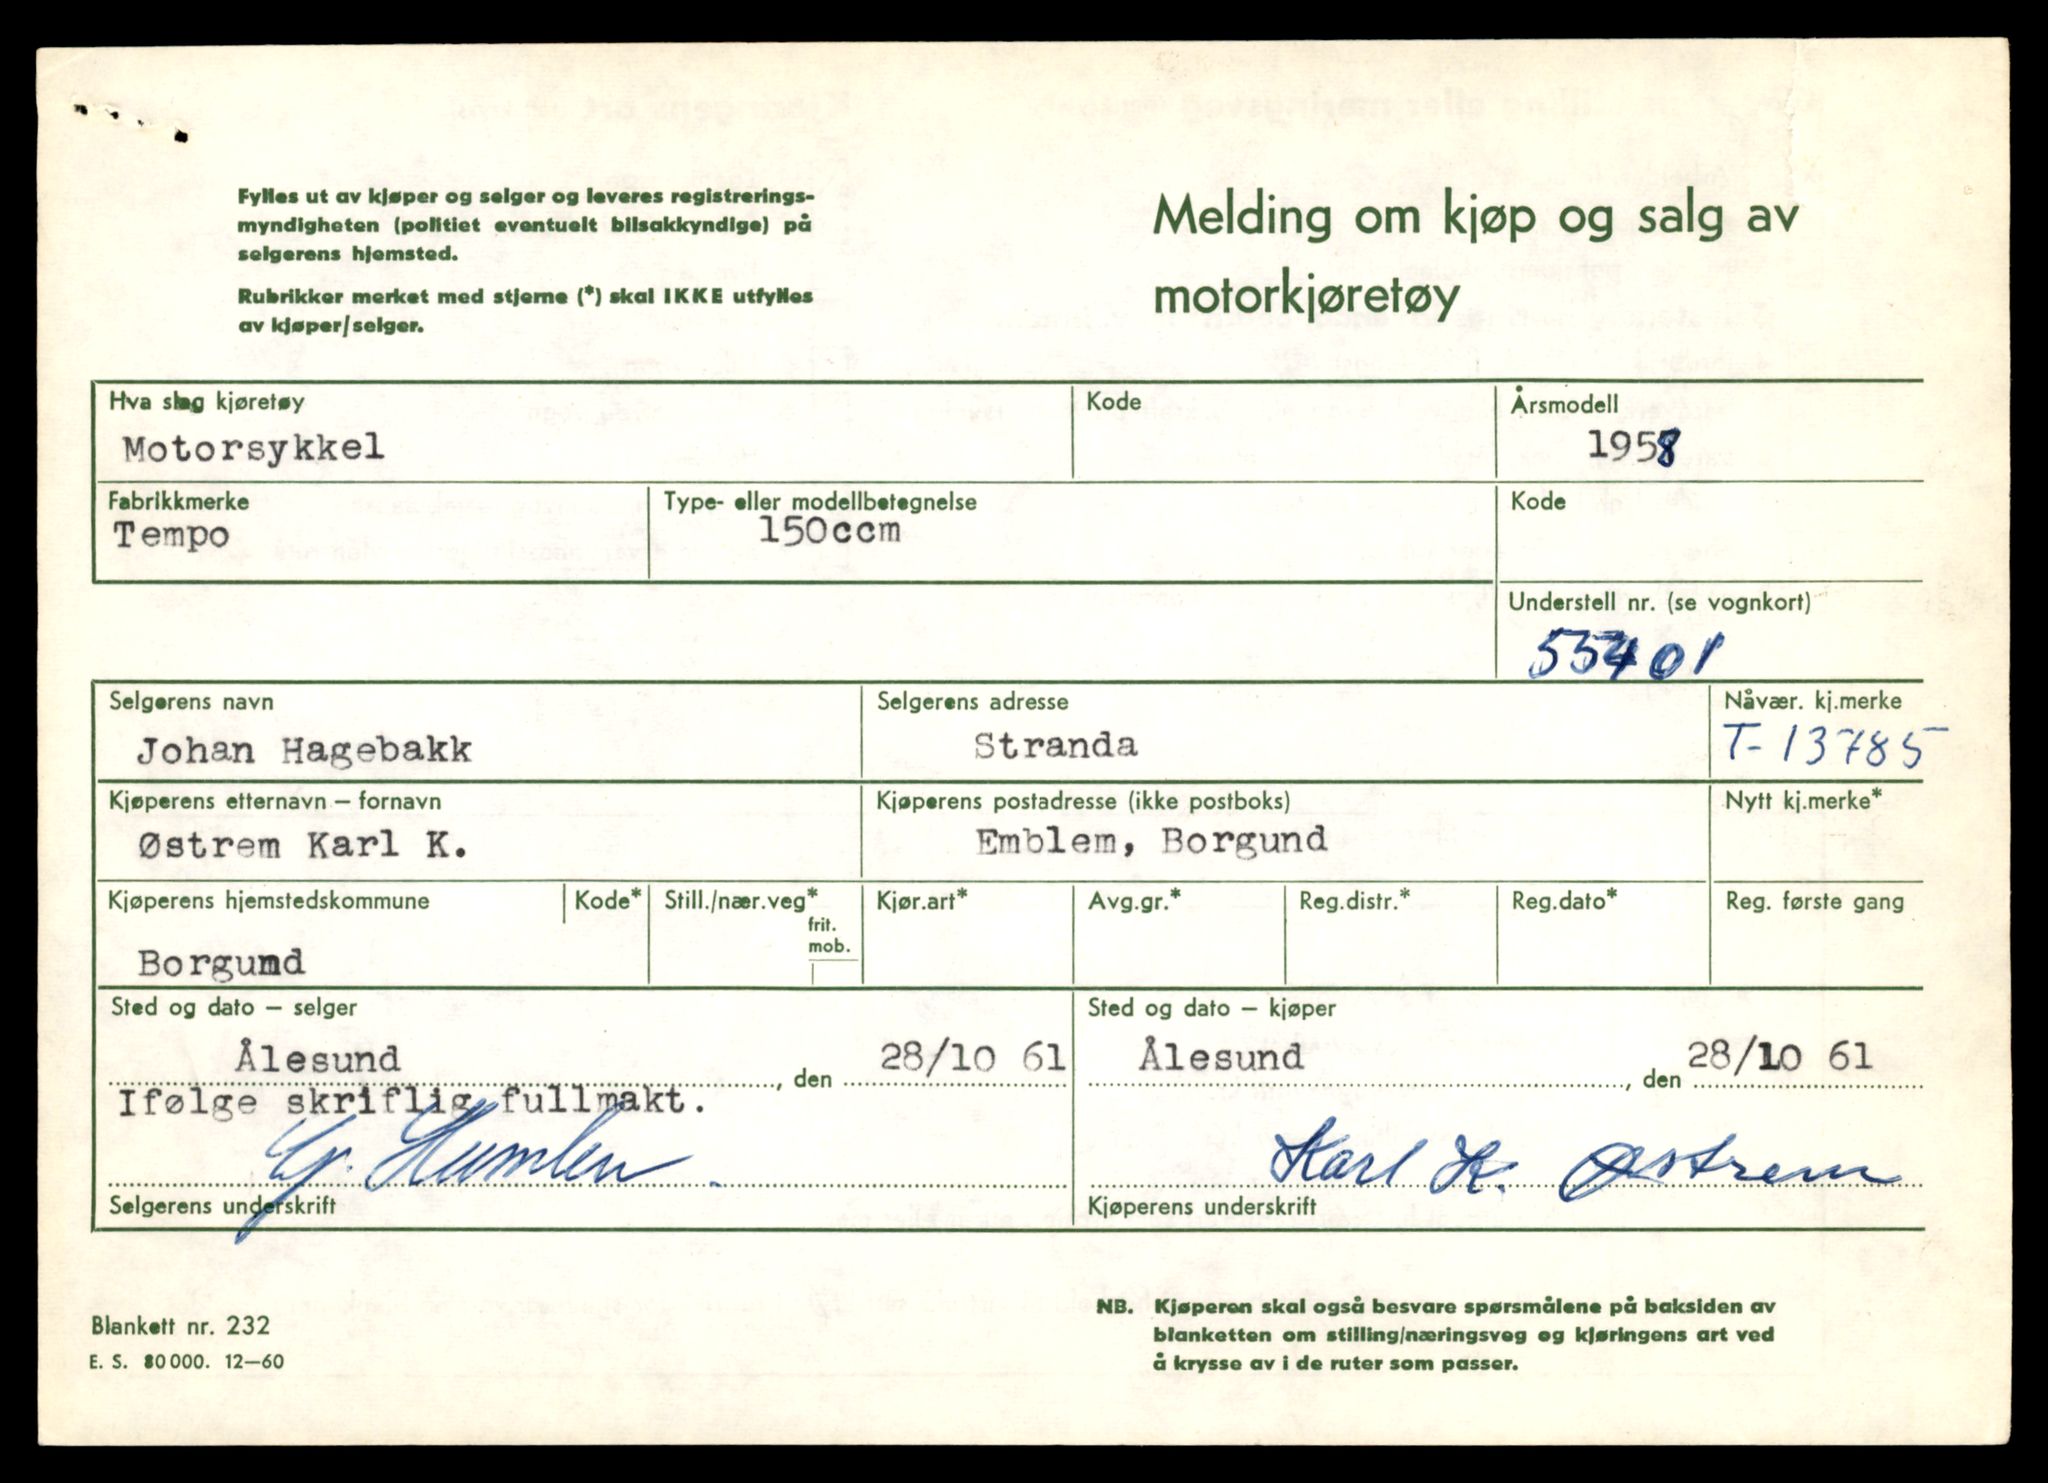 Fylles ut av kjøper og selger og leveres registrerings-
myndigheten (politiet eventuelt bilsakkyndige) på
selgerens hjemsted.
Rubrikker merket med stjerne (*) skal IKKE utfylles
av kjøper/selger.
Melding om kjøp og salg av
motorkjøretøy
Hva slag kjøretøy
Motorsykkel
Kode
Årsmodell
1958
Fabrikkmerke
Tempo
Type- eller modellbetegnelse
150ccm
Kode
Understell nr. (se vognkort)
55401
Selgerens navn
Johan Hagebakk
Selgerens adresse
Stranda
Nåvær. kj.merke
T-13785
Kjøperens etternavn – fornavn
Østrem Karl K.
Kjøperens postadresse (ikke postboks)
Emblem, Borgund
Nytt kj.merke*
Kjøperens hjemstedskommune
Borgund
Kode*
Still./nær.veg*
frit.
mob.
Kjør.art*
Avg.gr.*
Reg.distr.*
Reg.dato*
Reg. første gang
Sted og dato – selger
Ålesund, den 28/10 61
Ifølge skriflig fullmakt.
Humlen
Selgerens underskrift
Sted og dato – kjøper
Ålesund, den 28/10 61
Karl K. Østrem
Kjøperens underskrift
Blankett nr. 232
E. S. 80 000. 12–60
NB. Kjøperen skal også besvare spørsmålene på baksiden av
blanketten om stilling/næringsveg og kjøringens art ved
å krysse av i de ruter som passer.